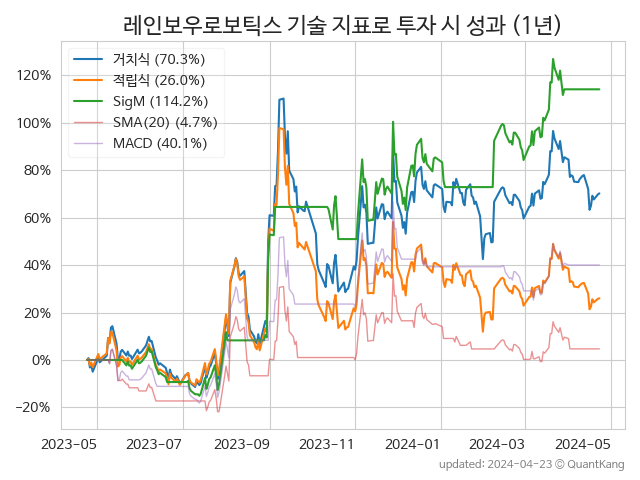 레인보우로보틱스 기술 지표로 투자 시 성과 (1년)
거치식 (70.3%)
적립식 (26.0%)
SigM (114.2%)
SMA(20) (4.7%)
MACD (40.1%)
120%
100%
80%
60%
40%
20%
0%
−20%
2023-05 2023-07 2023-09 2023-11 2024-01 2024-03 2024-05
updated: 2024-04-23 © QuantKang